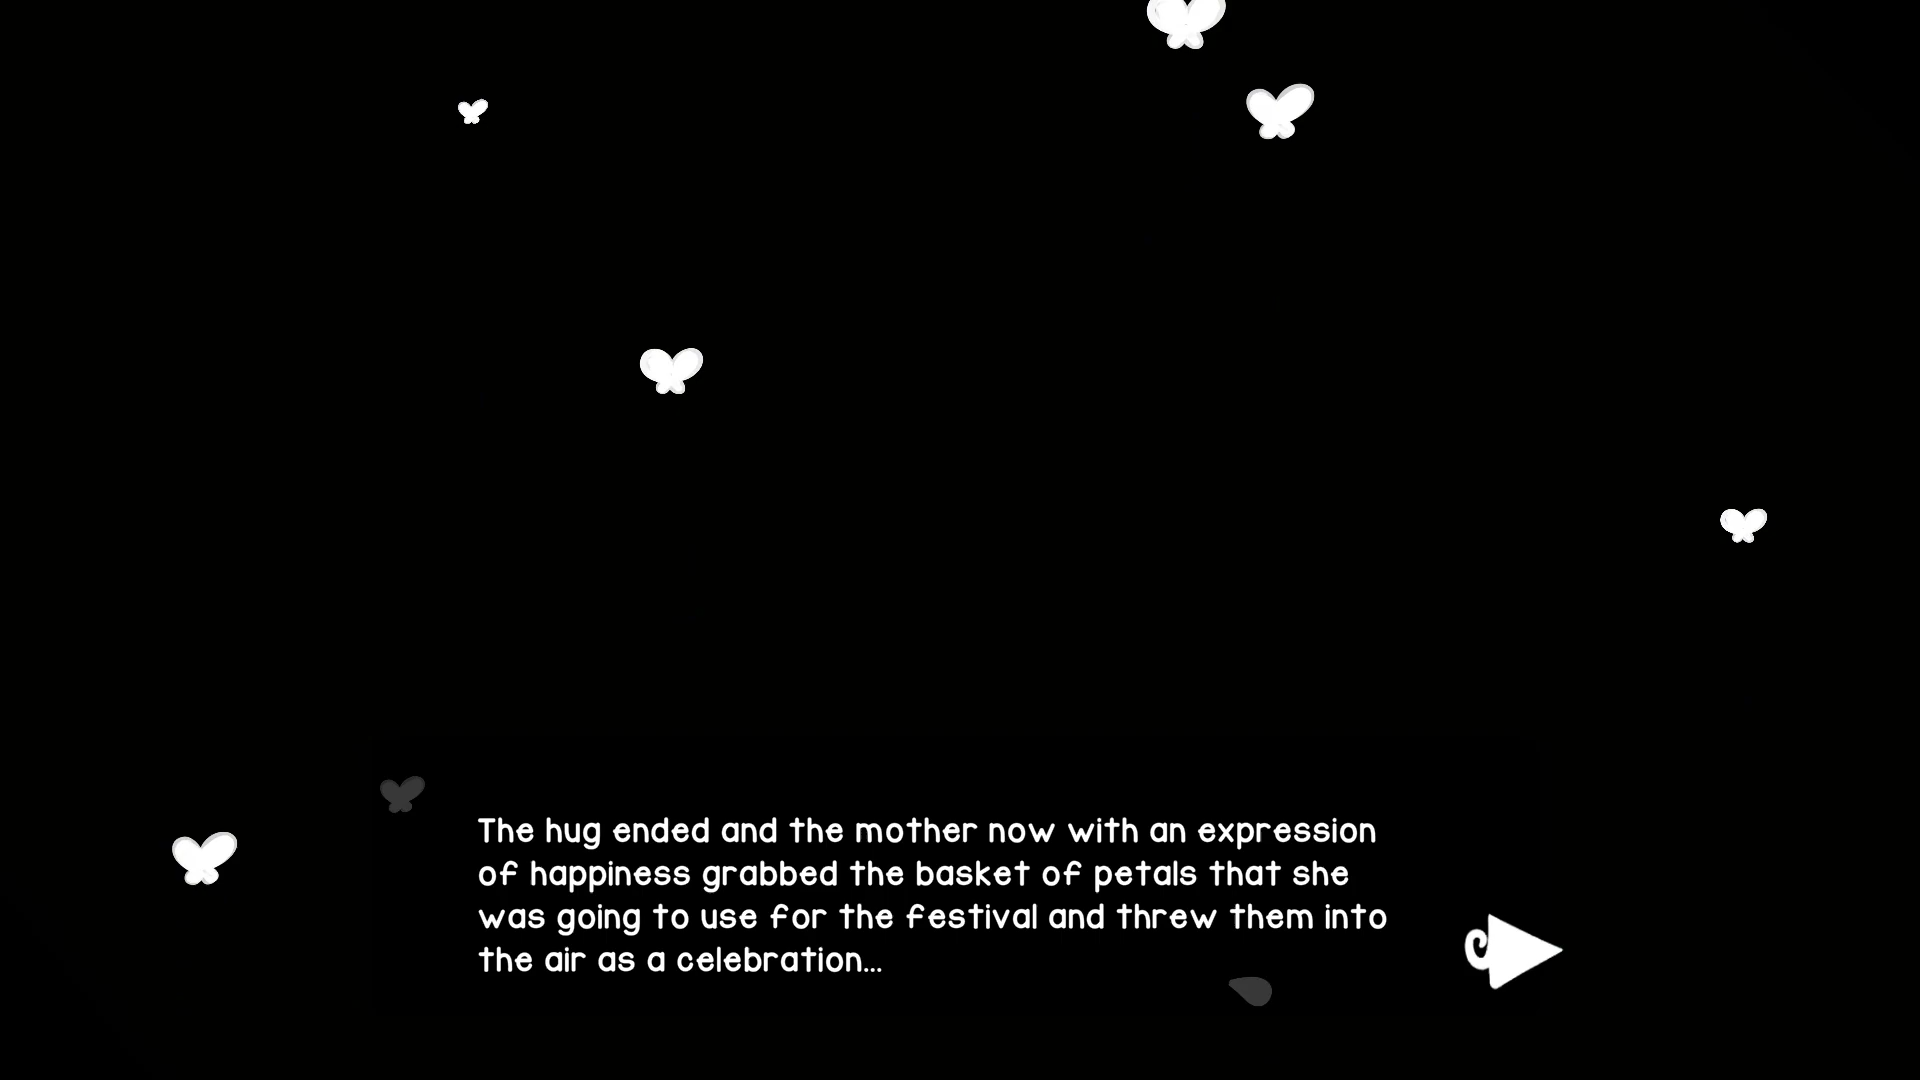 The hug ended and the mother now with an expression
of happiness grabbed the basket of petals that she
was going to use for the festival and threw them into
the air as a celebration...